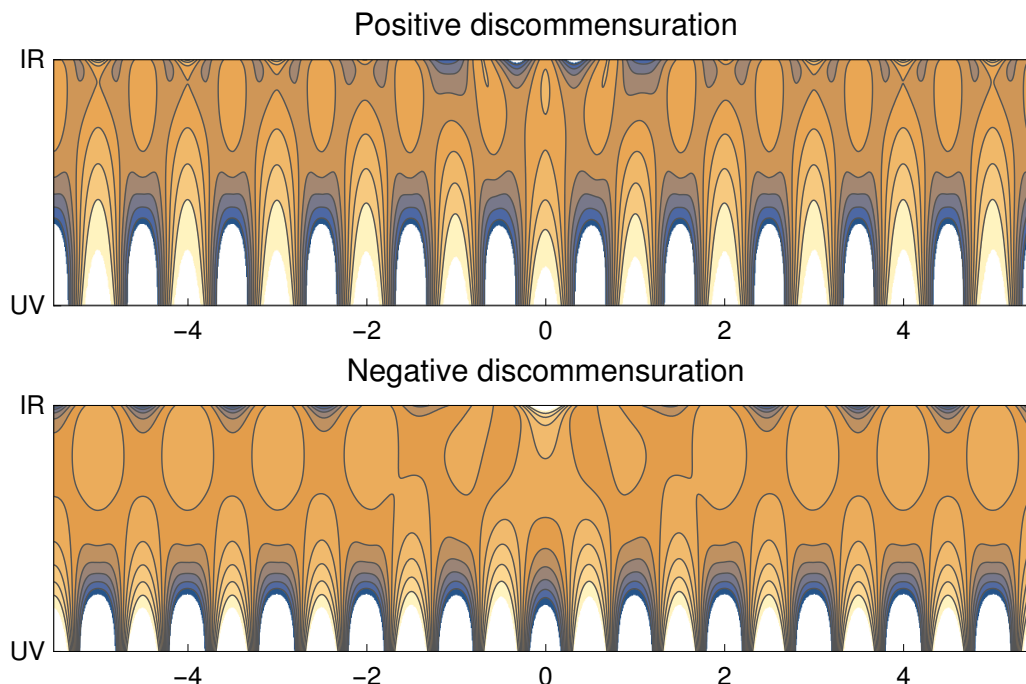 Positive discommensuration
IR
UV
−4 −2 0 2 4
Negative discommensuration
IR
UV
−4 −2 0 2 4